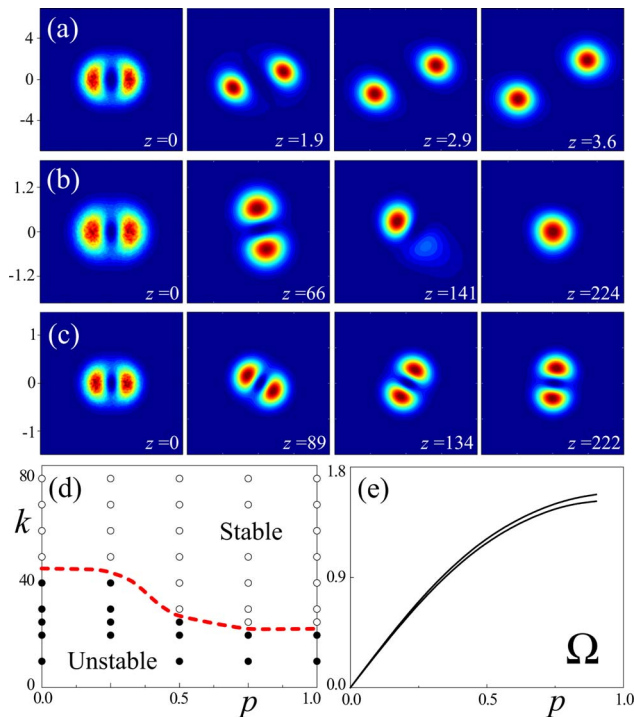 (a)
4
0
-4
z=0
z=1.9
z=2.9
z=3.6
(b)
1.2
0
-1.2
z=0
z=66
z=141
z=224
(c)
1
0
-1
z=0
z=89
z=134
z=222
(d)
80
k
40
0
Stable
Unstable
0.0 0.5 p 1.0
(e)
1.8
0.9
0.0
Ω
0.0 0.5 p 1.0